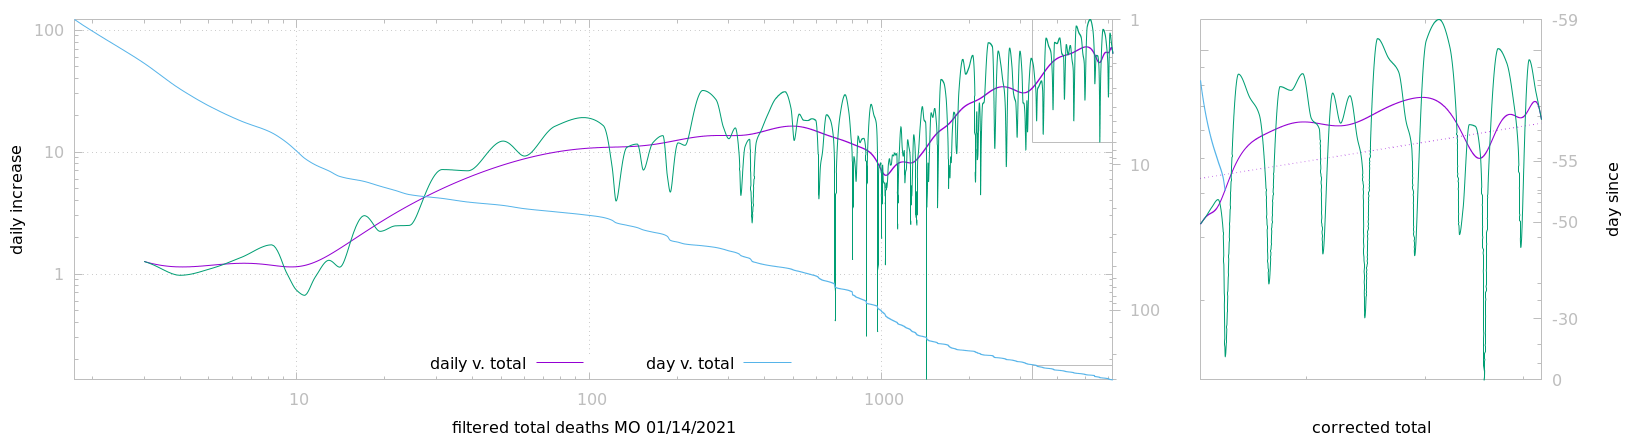 100
10
1
daily increase
daily v. total
day v. total
10
100
1000
filtered total deaths MO 01/14/2021
1
10
100
-59
-55
-50
-30
0
day since
corrected total